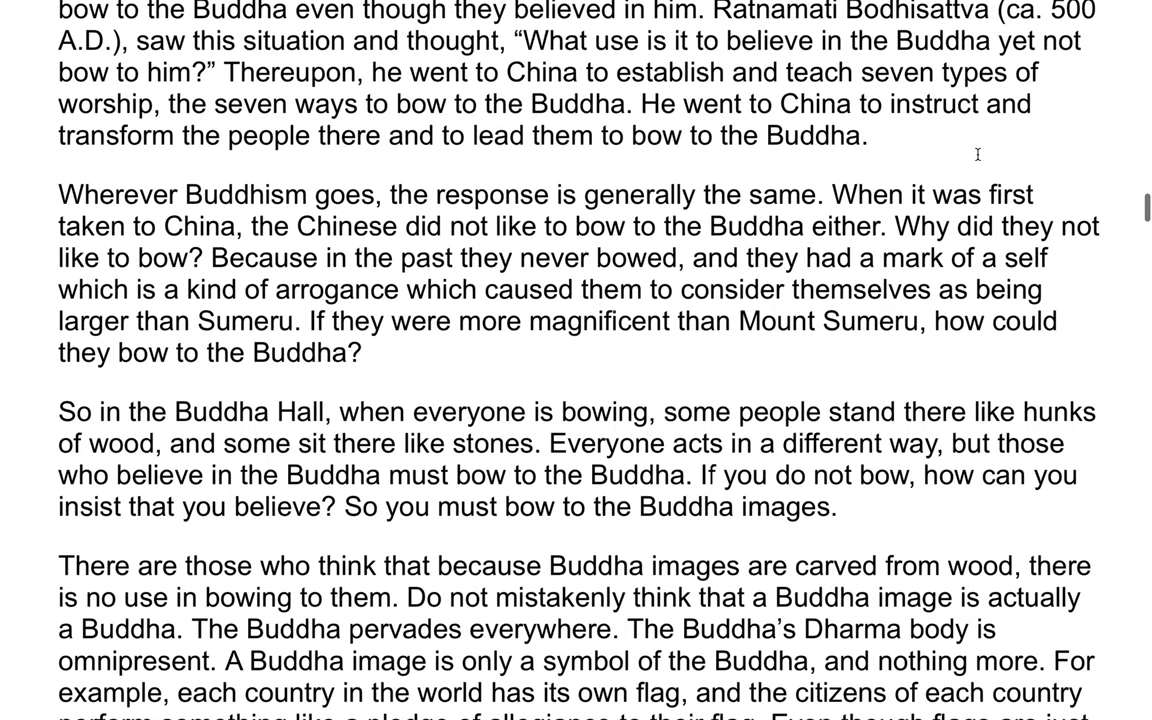 bow to the Buddha even though they believed in him. Ratnamati Bodhisattva (ca. 500
A.D.), saw this situation and thought, “What use is it to believe in the Buddha yet not
bow to him?” Thereupon, he went to China to establish and teach seven types of
worship, the seven ways to bow to the Buddha. He went to China to instruct and
transform the people there and to lead them to bow to the Buddha.
Wherever Buddhism goes, the response is generally the same. When it was first
taken to China, the Chinese did not like to bow to the Buddha either. Why did they not
like to bow? Because in the past they never bowed, and they had a mark of a self
which is a kind of arrogance which caused them to consider themselves as being
larger than Sumeru. If they were more magnificent than Mount Sumeru, how could
they bow to the Buddha?
So in the Buddha Hall, when everyone is bowing, some people stand there like hunks
of wood, and some sit there like stones. Everyone acts in a different way, but those
who believe in the Buddha must bow to the Buddha. If you do not bow, how can you
insist that you believe? So you must bow to the Buddha images.
There are those who think that because Buddha images are carved from wood, there
is no use in bowing to them. Do not mistakenly think that a Buddha image is actually
a Buddha. The Buddha pervades everywhere. The Buddha’s Dharma body is
omnipresent. A Buddha image is only a symbol of the Buddha, and nothing more. For
example, each country in the world has its own flag, and the citizens of each country
perform something like a pledge of allegiance to their flag. Even though flags are just